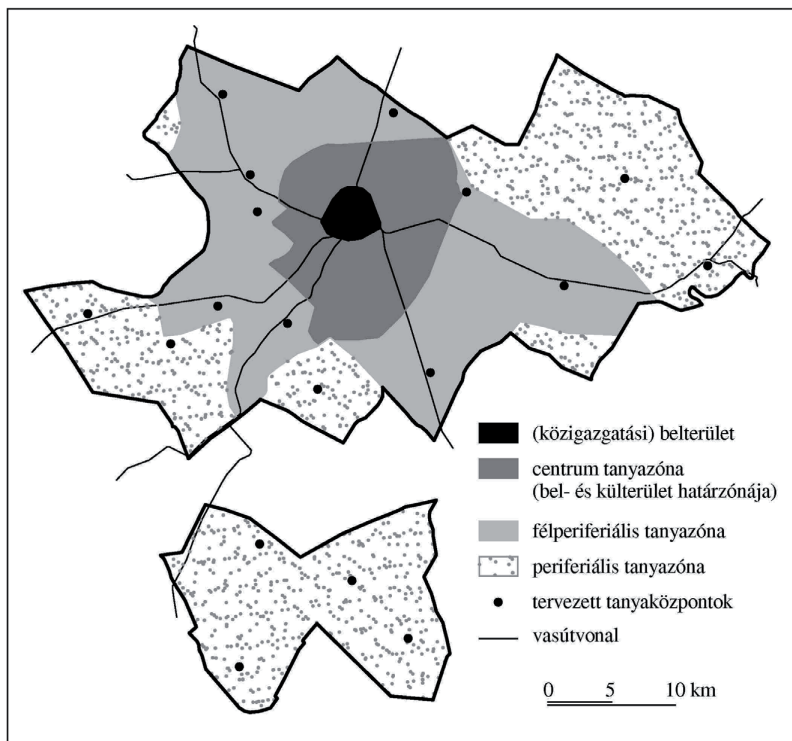 (közigazgatási) belterület
centrum tanyazóna
(bel- és külterület határzónája)
félperiferiális tanyazóna
periferiális tanyazóna
tervezett tanyaközpontok
vasútvonal
0 5 10 km